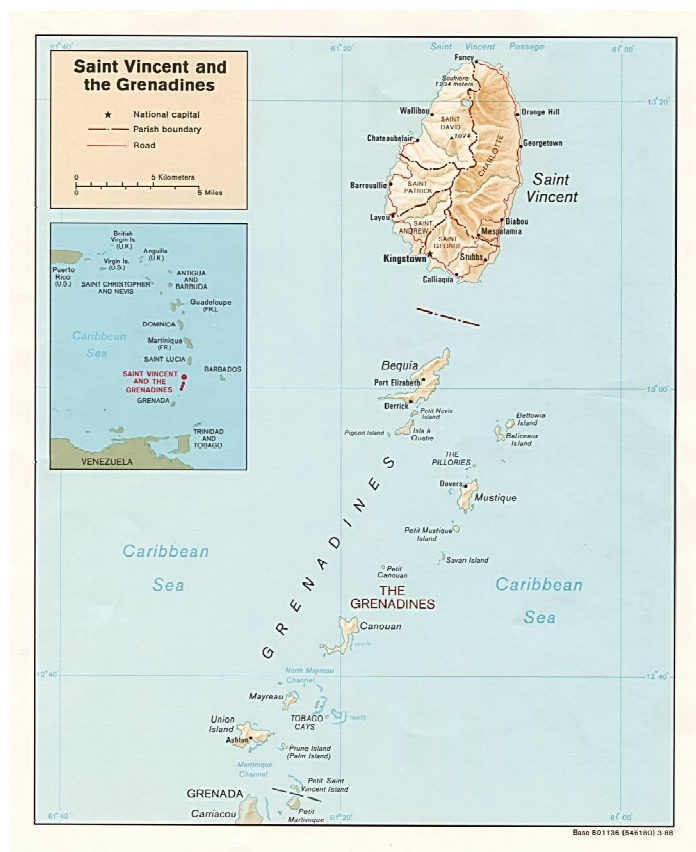 61°40'
61°20'
Saint Vincent Passage
61°00'
Saint Vincent and
the Grenadines
National capital
Parish boundary
Road
0 5 Kilometers
0 5 Miles
Fancy
Soufrière
1234 meters
13°20'
Wallibou
Orange Hill
SAINT
DAVID
1074
Chateaubelair
CHARLOTTE
Georgetown
Barrouallie
SAINT
PATRICK
Saint
Vincent
Layou
SAINT
ANDREW
Biabou
Mesopotamia
SAINT
GEORGE
Kingstown
Stubbs
Calliaqua
British
Virgin Is.
(U.K.)
Anguilla
(U.K.)
Virgin Is.
(U.S.)
Puerto
Rico
(U.S.)
SAINT CHRISTOPHER
AND NEVIS
ANTIGUA
AND
BARBUDA
Guadeloupe
(FR.)
DOMINICA
Caribbean
Sea
Martinique
(FR.)
SAINT LUCIA
SAINT VINCENT
AND THE
GRENADINES
BARBADOS
GRENADA
TRINIDAD
AND
TOBAGO
VENEZUELA
Bequia
Port Elizabeth
Derrick
13°00'
Petit Nevis
Island
Pigeon Island
Isla à
Quatre
Bettowia
Island
Baliceaux
Island
THE
PILLORIES
Dovers
Mustique
Petit Mustique
Island
Savan Island
GRENADINES
Petit
Canouan
THE
GRENADINES
Caribbean
Sea
Caribbean
Sea
Canouan
reefs
12°40'
12°40'
North Mayreau
Channel
Mayreau
TOBAGO
CAYS
reefs
Union
Island
Ashton
Prune Island
(Palm Island)
Martinique
Channel
Petit Saint
Vincent Island
GRENADA
Carriacou
Petit
Martinique
61°40'
61°20'
61°00'
Base 801136 (546180) 3-88